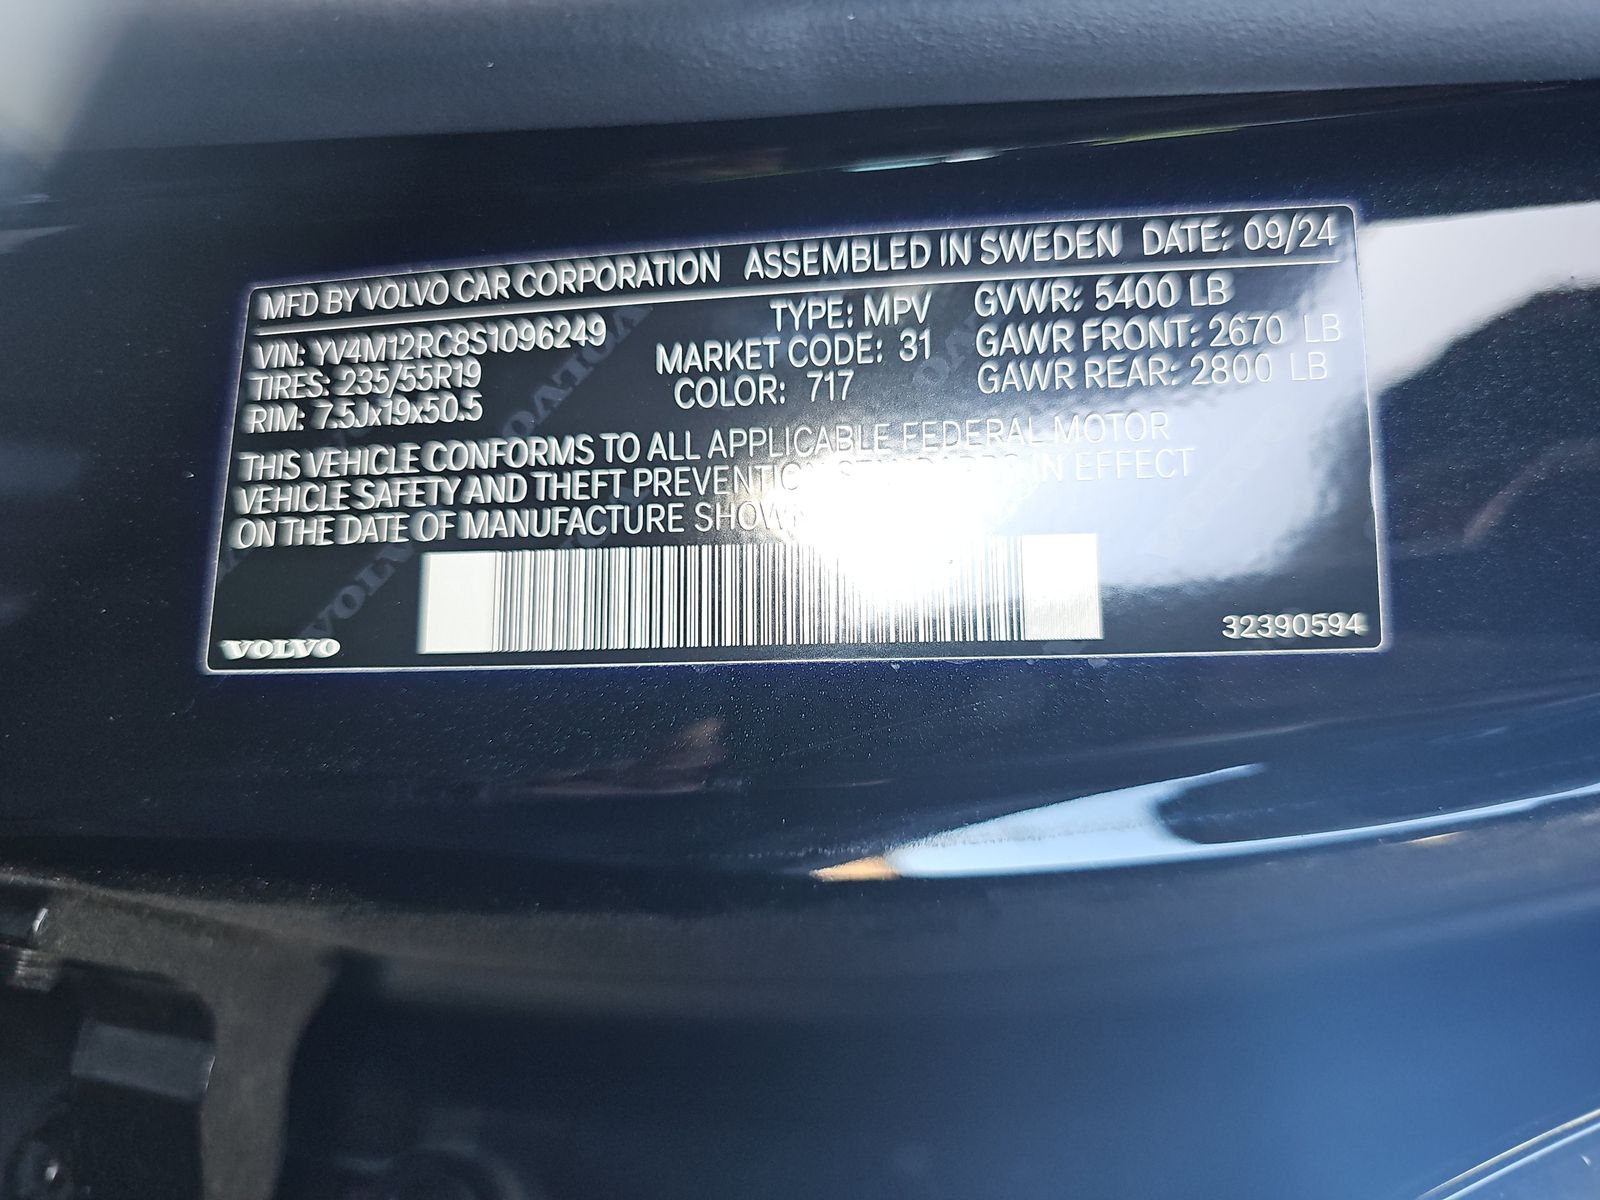 MFD BY VOLVO CAR CORPORATION ASSEMBLED IN SWEDEN DATE: 09/24
VIN: YV4M12RC8S1096249 TYPE: MPV GVWR: 5400 LB
TIRES: 235/55R19 MARKET CODE: 31 GAWR FRONT: 2670 LB
RIM: 7.5Jx19x50.5 COLOR: 717 GAWR REAR: 2800 LB
THIS VEHICLE CONFORMS TO ALL APPLICABLE FEDERAL MOTOR
VEHICLE SAFETY AND THEFT PREVENTION STANDARDS IN EFFECT
ON THE DATE OF MANUFACTURE SHOWN
VOLVO 32390594